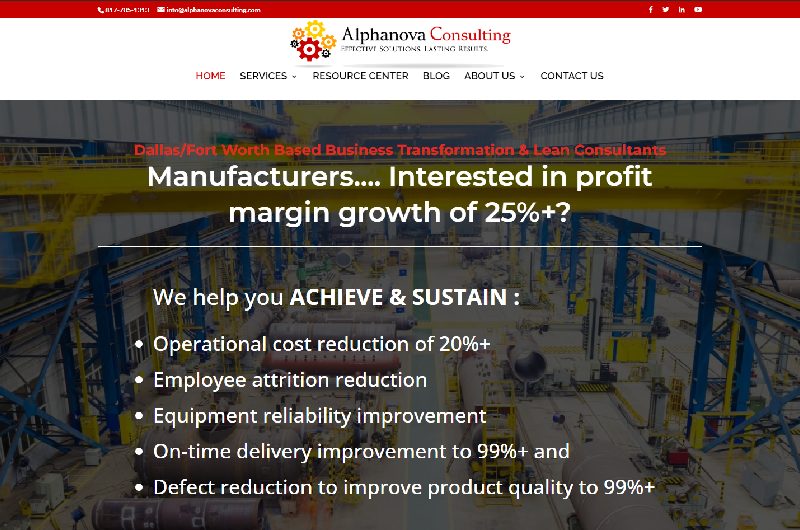 info@alphanovaconsulting.com
Alphanova Consulting
EFFECTIVE SOLUTIONS. LASTING RESULTS.
HOME SERVICES RESOURCE CENTER BLOG ABOUT US CONTACT US
Dallas/Fort Worth Based Business Transformation & Lean Consultants
Manufacturers.... Interested in profit
margin growth of 25%+?
We help you ACHIEVE & SUSTAIN :
• Operational cost reduction of 20%+
• Employee attrition reduction
• Equipment reliability improvement
• On-time delivery improvement to 99%+ and
• Defect reduction to improve product quality to 99%+